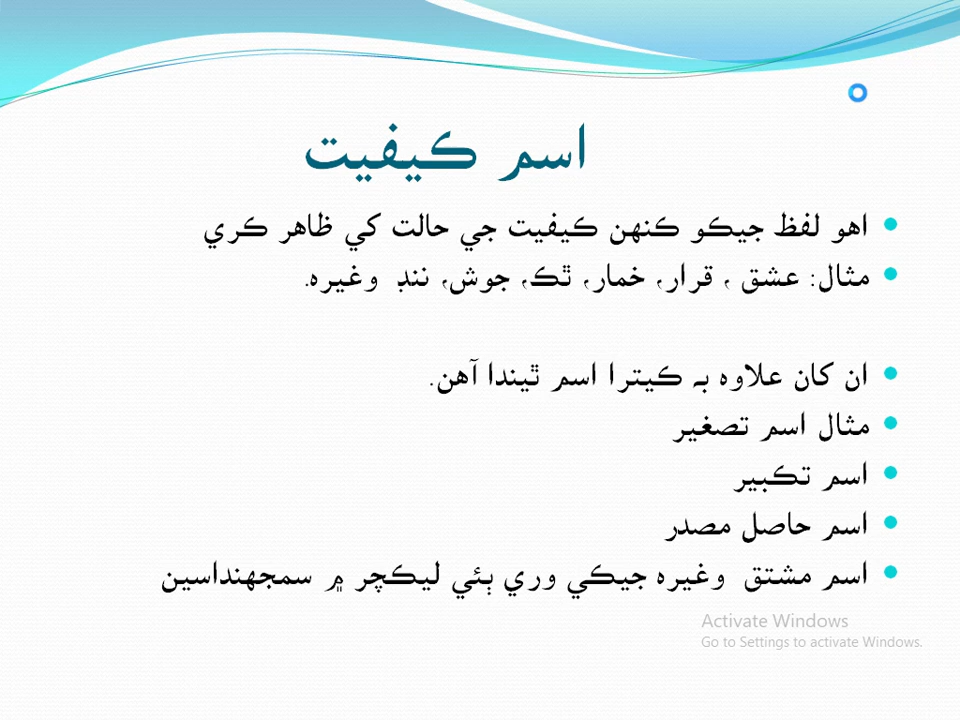 اسم ڪيفيت
اهو لفظ جيڪو ڪنهن ڪيفيت جي حالت کي ظاهر ڪري
مثال: عشق ، قرار، خمار، ٿڪ، جوش، ننڊ وغيره.
ان کان علاوه به ڪيترا اسم ٿيندا آهن.
مثال اسم تصغير
اسم تڪبير
اسم حاصل مصدر
اسم مشتق وغيره جيڪي وري ٻئي ليڪچر ۾ سمجهنداسين
Activate Windows
Go to Settings to activate Windows.